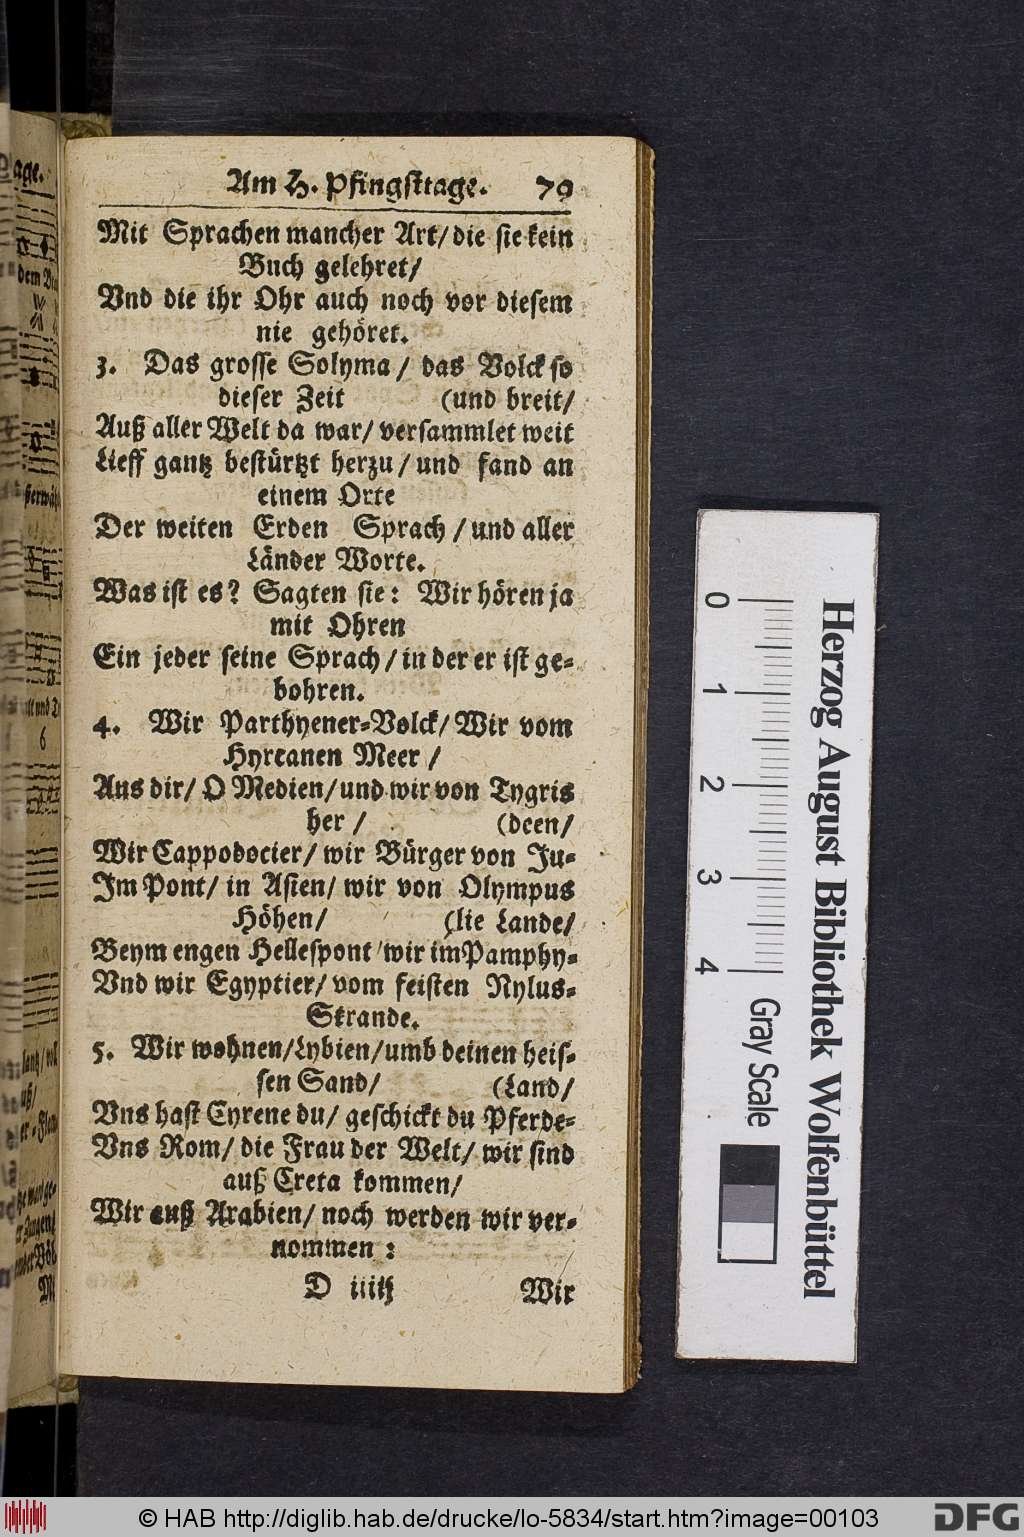 Am H. Pfingsttage. 79
Mit Sprachen mancher Art/ die sie kein
Buch gelehret/
Vnd die ihr Ohr auch noch vor diesem
nie gehöret.
3. Das grosse Solyma / das Volck so
dieser Zeit (und breit/
Auß aller Welt da war/ versammlet weit
Lieff gantz bestürtzt herzu / und fand an
einem Orte
Der weiten Erden Sprach / und aller
Länder Worte.
Was ist es? Sagten sie: Wir hören ja
mit Ohren
Ein jeder seine Sprach / in der er ist ge-
bohren.
4. Wir Parthyener-Volck/ Wir vom
Hyrcanen Meer /
Aus dir/ O Medien/ und wir von Tygris
her / (deen/
Wir Cappodocier/ wir Bürger von Ju-
Im Pont/ in Asien/ wir von Olympus
Höhen/ (lie Lande/
Beym engen Hellespont/ wir im Pamphy-
Vnd wir Egyptier/ vom feisten Nylus-
Strande.
5. Wir wohnen/ Lybien/ umb deinen heis-
sen Sand/ (Land/
Vns hast Cyrene du/ geschickt du Pferde-
Vns Rom/ die Frau der Welt/ wir sind
auß Creta kommen/
Wir auß Arabien/ noch werden wir ver-
nommen :
D iiij Wir
0 1 2 3 4
Gray Scale
Herzog August Bibliothek Wolfenbüttel
© HAB http://diglib.hab.de/drucke/lo-5834/start.htm?image=00103
DFG